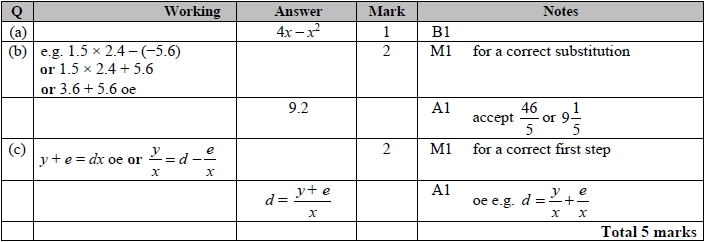 Q Working Answer Mark Notes
(a) 4x – x² 1 B1
(b) e.g. 1.5 × 2.4 – (−5.6) 2 M1 for a correct substitution
or 1.5 × 2.4 + 5.6
or 3.6 + 5.6 oe
9.2 A1 accept 46/5 or 9 1/5
(c) y + e = dx oe or y/x = d − e/x 2 M1 for a correct first step
d = (y + e)/x A1 oe e.g. d = y/x + e/x
Total 5 marks